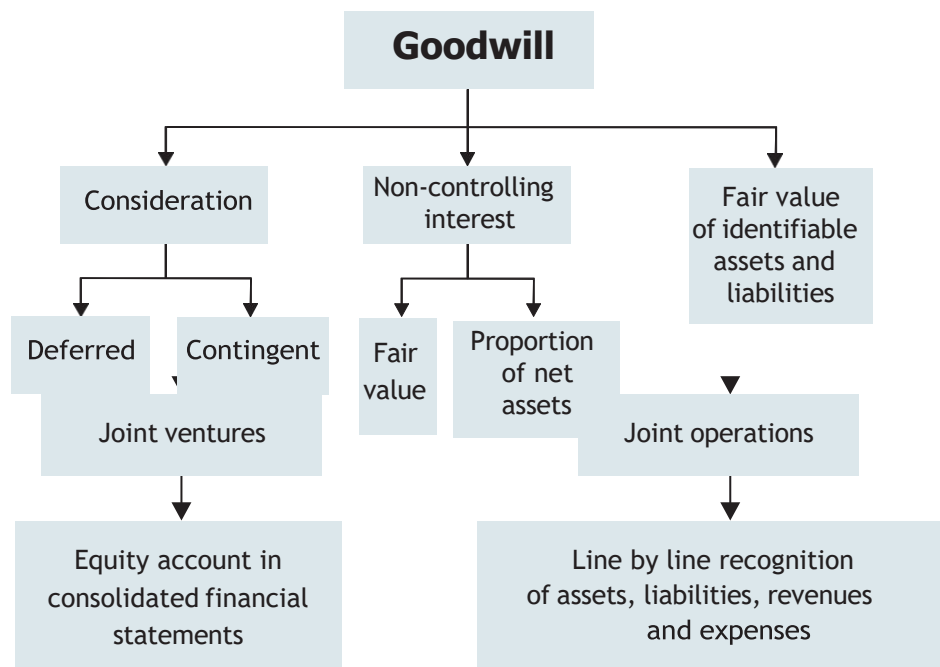 Goodwill
Consideration
Non-controlling
interest
Fair value
of identifiable
assets and
liabilities
Deferred
Contingent
Fair
value
Proportion
of net
assets
Joint ventures
Joint operations
Equity account in
consolidated financial
statements
Line by line recognition
of assets, liabilities, revenues
and expenses